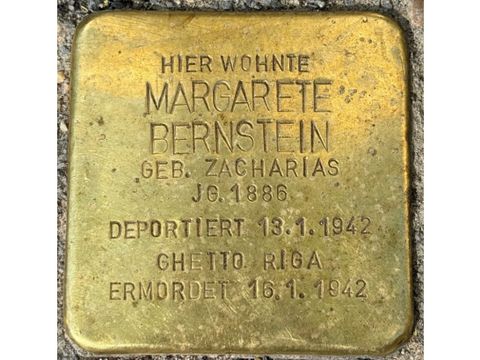 HIER WOHNTE
MARGARETE
BERNSTEIN
GEB. ZACHARIAS
JG. 1886
DEPORTIERT 13.1.1942
GHETTO RIGA
ERMORDET 16.1.1942